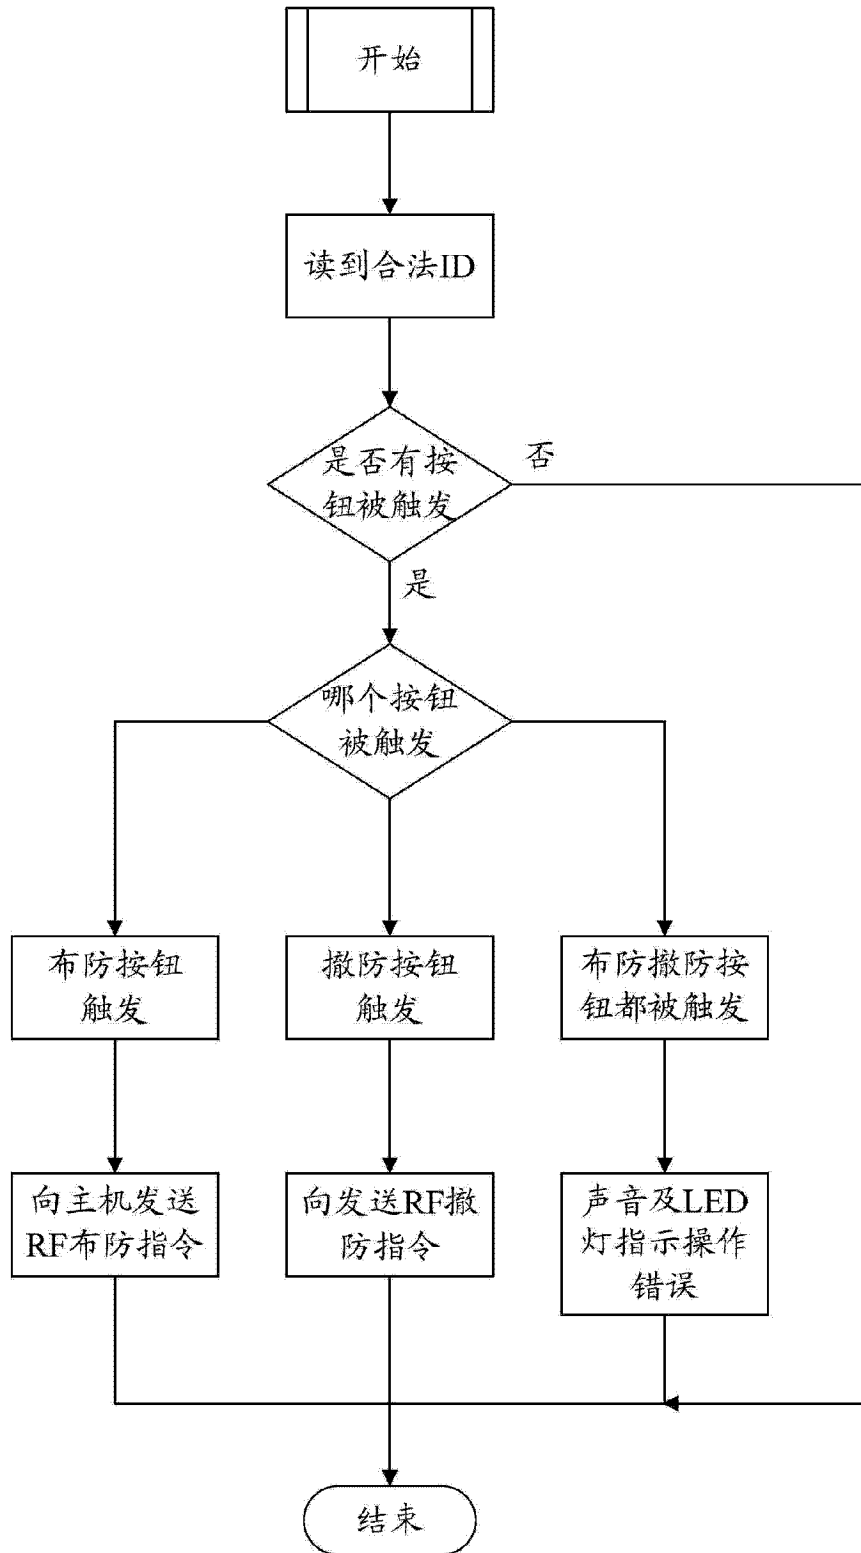 开始
读到合法ID
是否有按
钮被触发
否
是
哪个按钮
被触发
布防按钮
触发
撤防按钮
触发
布防撤防按
钮都被触发
向主机发送
RF布防指令
向发送RF撤
防指令
声音及LED
灯指示操作
错误
结束